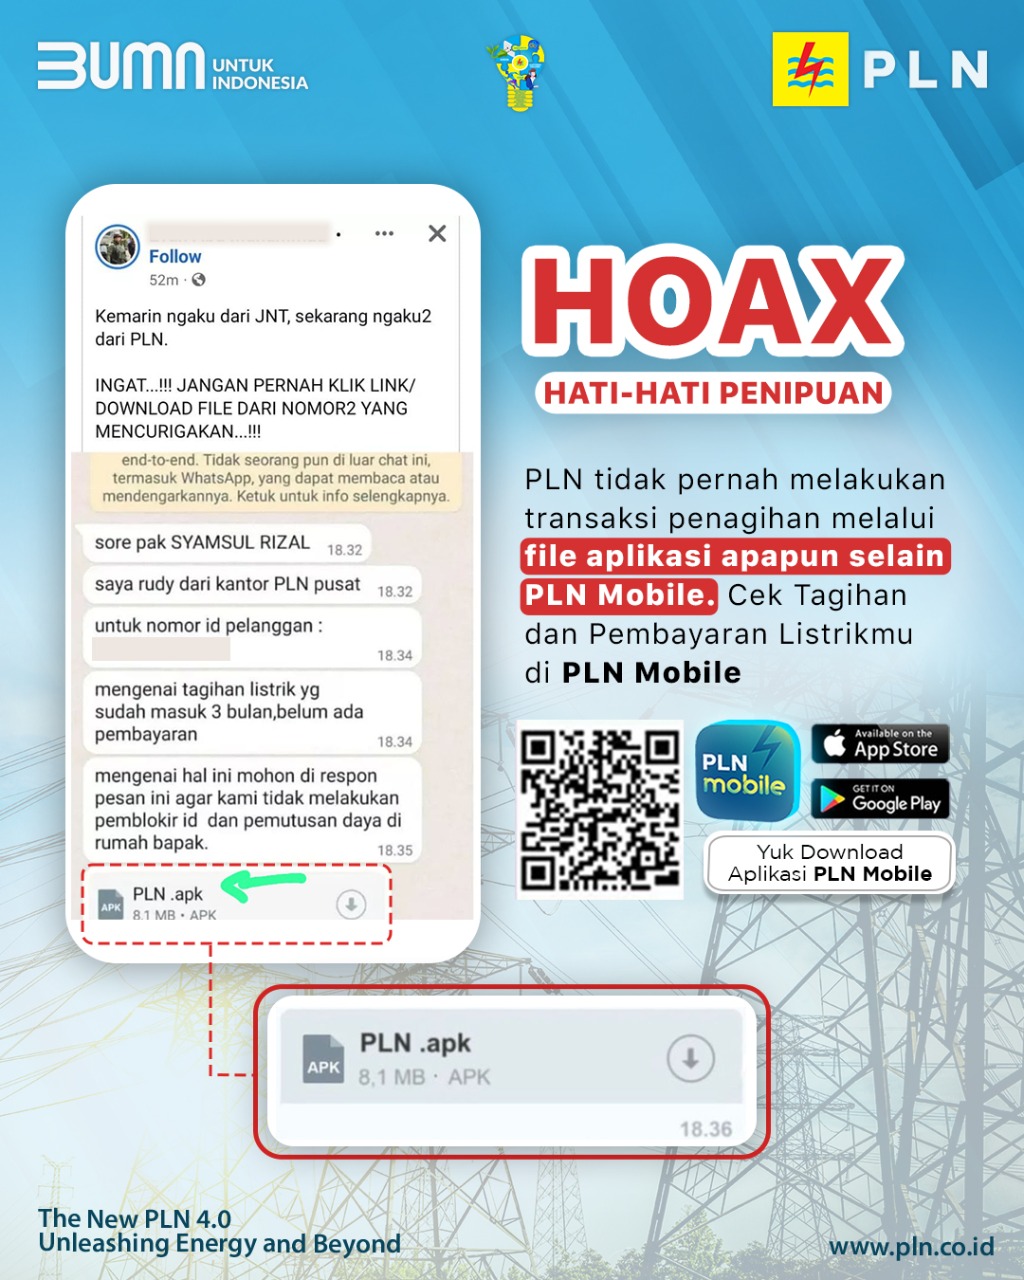 BUMN UNTUK
INDONESIA
PLN
Follow
52m ·
Kemarin ngaku dari JNT, sekarang ngaku2
dari PLN.
INGAT...!!! JANGAN PERNAH KLIK LINK/
DOWNLOAD FILE DARI NOMOR2 YANG
MENCURIGAKAN...!!!
end-to-end. Tidak seorang pun di luar chat ini,
termasuk WhatsApp, yang dapat membaca atau
mendengarkannya. Ketuk untuk info selengkapnya.
sore pak SYAMSUL RIZAL 18.32
saya rudy dari kantor PLN pusat 18.32
untuk nomor id pelanggan :
18.34
mengenai tagihan listrik yg
sudah masuk 3 bulan,belum ada
pembayaran
18.34
mengenai hal ini mohon di respon
pesan ini agar kami tidak melakukan
pemblokir id dan pemutusan daya di
rumah bapak.
18.35
APK
PLN .apk
8,1 MB • APK
HOAX
HATI-HATI PENIPUAN
PLN tidak pernah melakukan
transaksi penagihan melalui
file aplikasi apapun selain
PLN Mobile. Cek Tagihan
dan Pembayaran Listrikmu
di PLN Mobile
PLN
mobile
Available on the
App Store
GET IT ON
Google Play
Yuk Download
Aplikasi PLN Mobile
APK
PLN .apk
8,1 MB · APK
18.36
The New PLN 4.0
Unleashing Energy and Beyond
www.pln.co.id